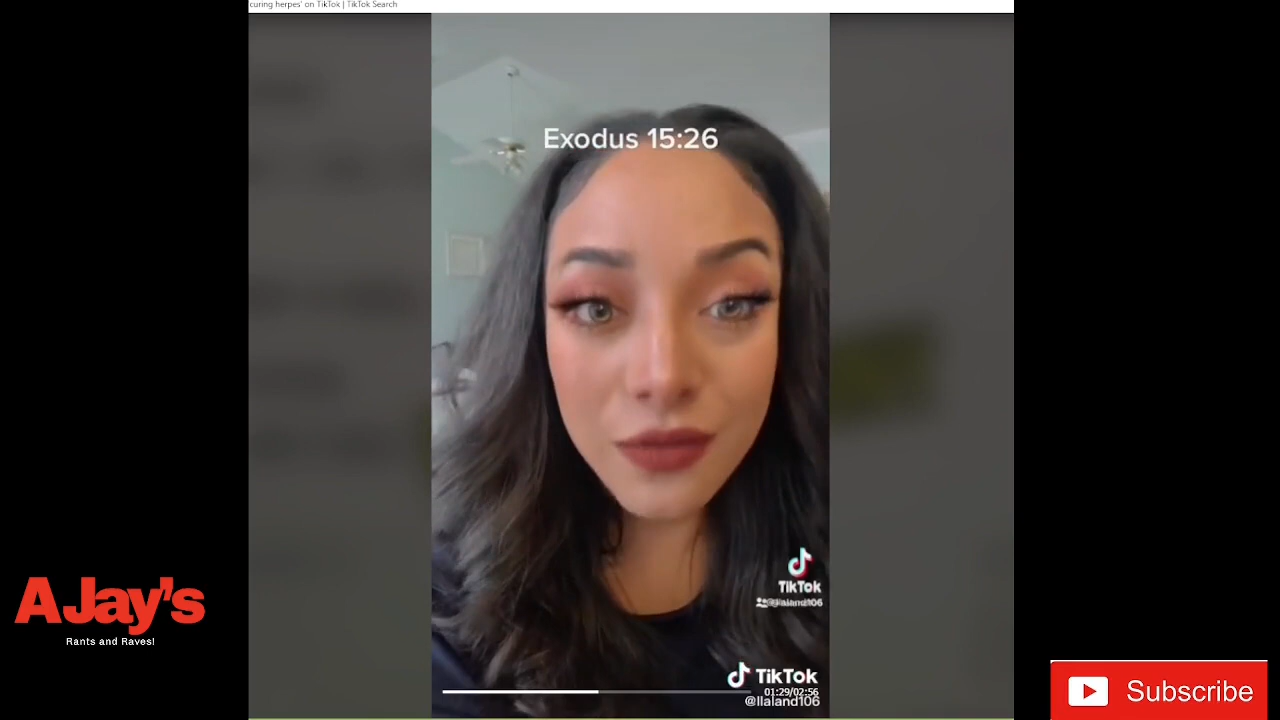 curing herpes' on TikTok | TikTok Search
Exodus 15:26
TikTok
AJay's
Rants and Raves!
TikTok
01:29/02:56
@llaland106
Subscribe